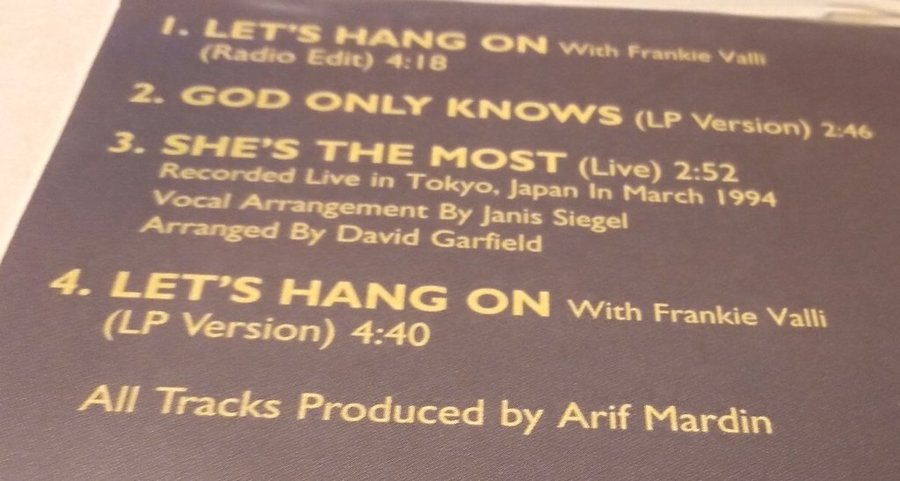 1. LET'S HANG ON With Frankie Valli
(Radio Edit) 4:18
2. GOD ONLY KNOWS (LP Version) 2:46
3. SHE'S THE MOST (Live) 2:52
Recorded Live in Tokyo, Japan In March 1994
Vocal Arrangement By Janis Siegel
Arranged By David Garfield
4. LET'S HANG ON With Frankie Valli
(LP Version) 4:40
All Tracks Produced by Arif Mardin